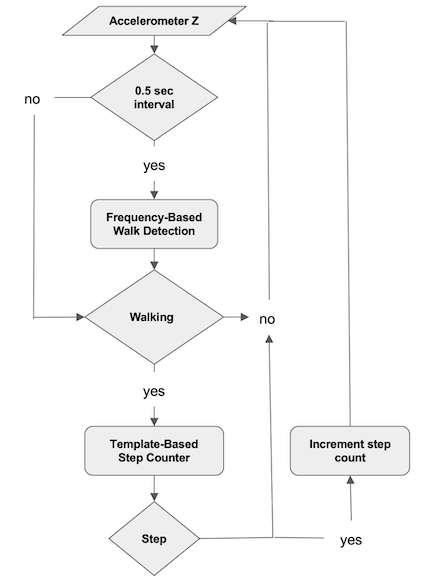 Accelerometer Z
no
0.5 sec
interval
yes
Frequency-Based
Walk Detection
Walking
no
yes
Template-Based
Step Counter
Increment step
count
Step
yes